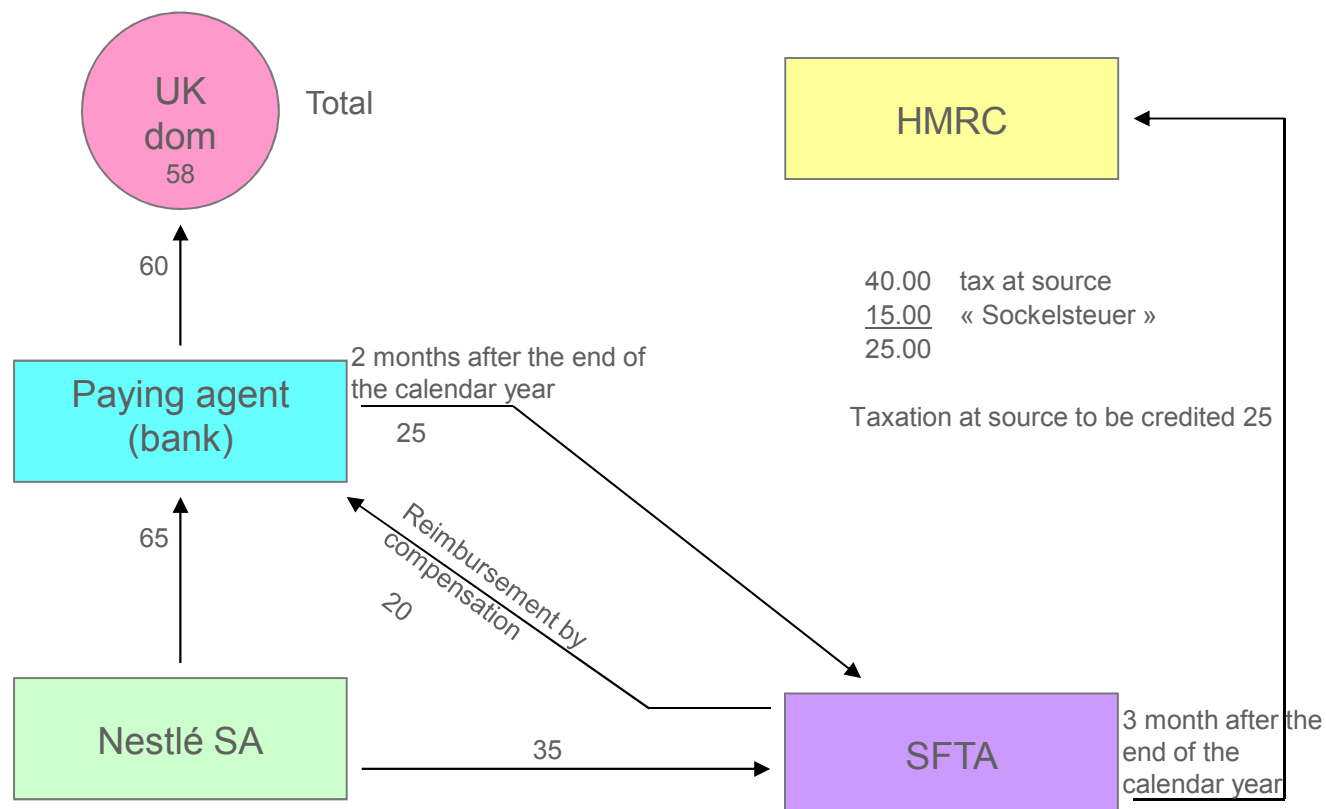 UK
dom
58
Total
HMRC
60
40.00 tax at source
15.00 « Sockelsteuer »
25.00
Paying agent
(bank)
2 months after the end of
the calendar year
25
Taxation at source to be credited 25
65
Reimbursement by
compensation
20
Nestlé SA
35
SFTA
3 month after the
end of the
calendar year